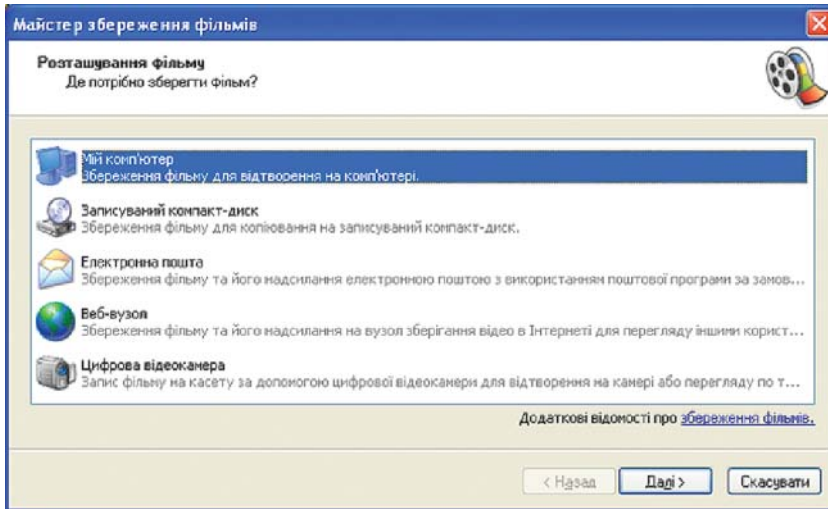 Майстер збереження фільмів
Розташування фільму
Де потрібно зберегти фільм?
Мій комп'ютер
Збереження фільму для відтворення на комп'ютері.
Записуваний компакт-диск
Збереження фільму для копіювання на записуваний компакт-диск.
Електронна пошта
Збереження фільму та його надсилання електронною поштою з використанням поштової програми за замов...
Веб-вузол
Збереження фільму та його надсилання на вузол зберігання відео в Інтернеті для перегляду іншими корист...
Цифрова відеокамера
Запис фільму на касету за допомогою цифрової відеокамери для відтворення на камері або перегляду по т...
Додаткові відомості про збереження фільмів.
< Назад Далі > Скасувати